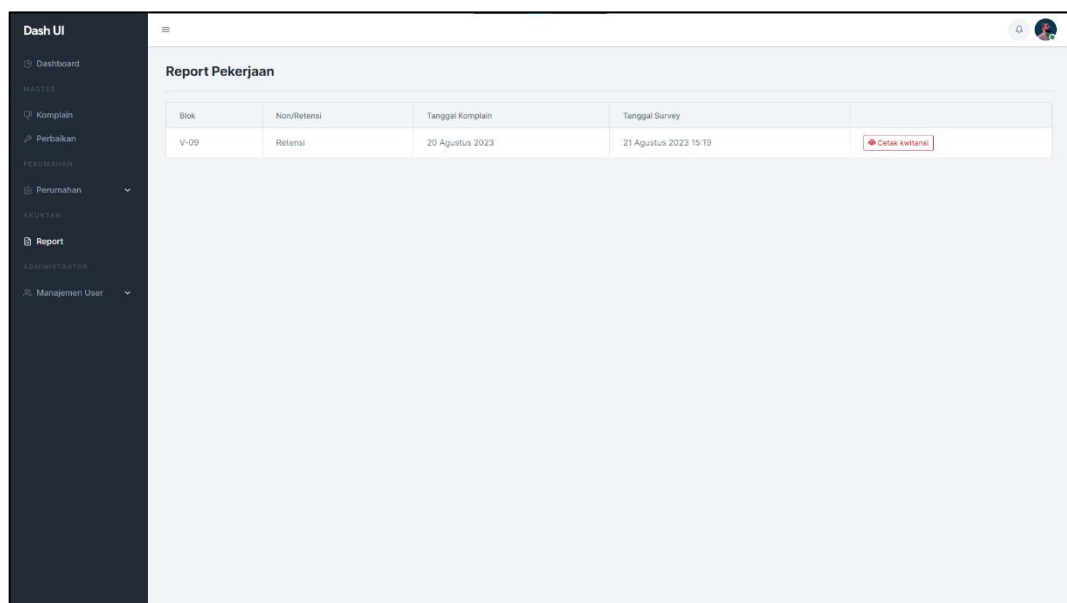 Dash UI
Dashboard
MASTER
Komplain
Perbaikan
PERUMAHAN
Perumahan
AKUNTAN
Report
ADMINISTRATOR
Manajemen User
Report Pekerjaan
Blok Non/Retensi Tanggal Komplain Tanggal Survey
V-09 Retensi 20 Agustus 2023 21 Agustus 2023 15:19 Cetak kwitansi